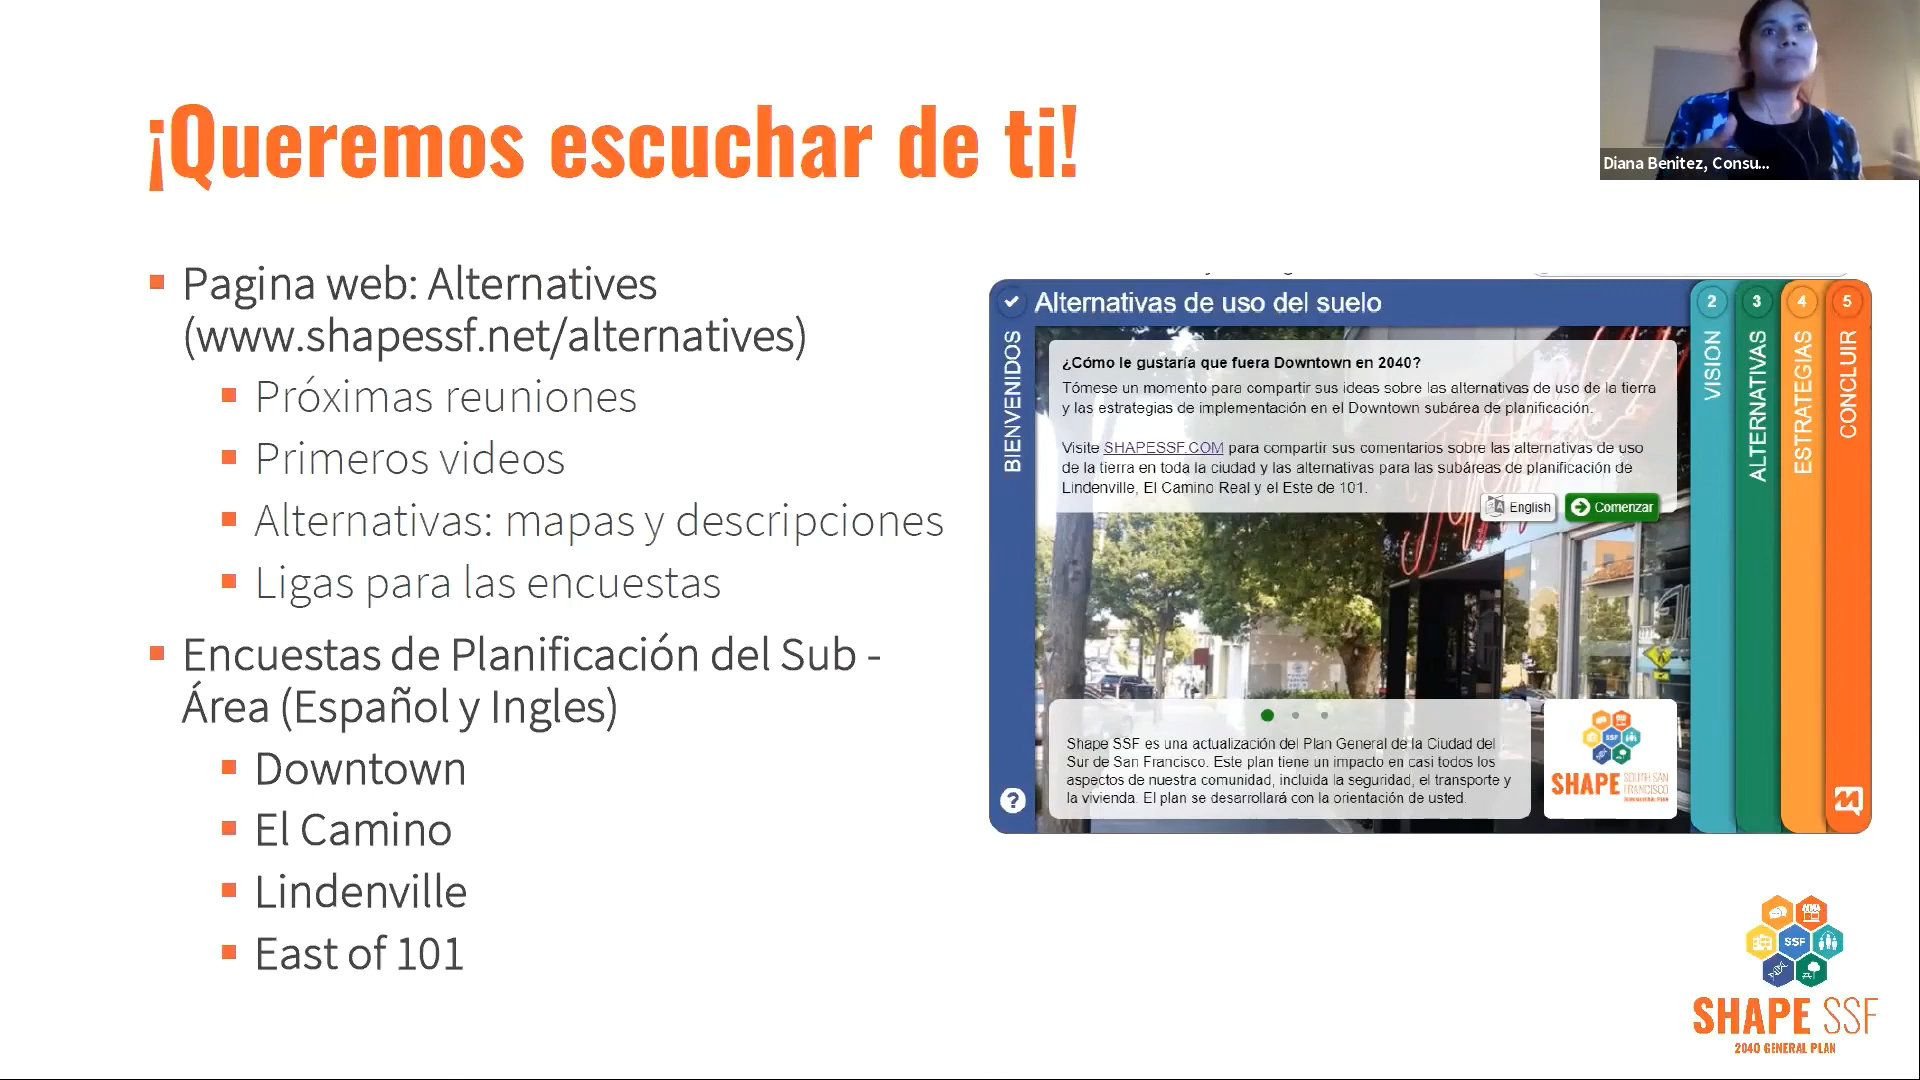 ¡Queremos escuchar de ti!
Diana Benitez, Consu...
Pagina web: Alternatives
(www.shapessf.net/alternatives)
Próximas reuniones
Primeros videos
Alternativas: mapas y descripciones
Ligas para las encuestas
Encuestas de Planificación del Sub -
Área (Español y Ingles)
Downtown
El Camino
Lindenville
East of 101
Alternativas de uso del suelo
BIENVENIDOS
¿Cómo le gustaría que fuera Downtown en 2040?
Tómese un momento para compartir sus ideas sobre las alternativas de uso de la tierra
y las estrategias de implementación en el Downtown subárea de planificación.
Visite SHAPESSF.COM para compartir sus comentarios sobre las alternativas de uso
de la tierra en toda la ciudad y las alternativas para las subáreas de planificación de
Lindenville, El Camino Real y el Este de 101.
English
Comenzar
Shape SSF es una actualización del Plan General de la Ciudad del
Sur de San Francisco. Este plan tiene un impacto en casi todos los
aspectos de nuestra comunidad, incluida la seguridad, el transporte y
la vivienda. El plan se desarrollará con la orientación de usted.
?
SSF
SHAPE SOUTH SAN
FRANCISCO
2
VISION
3
ALTERNATIVAS
4
ESTRATEGIAS
5
CONCLUIR
SSF
SHAPE SSF
2040 GENERAL PLAN